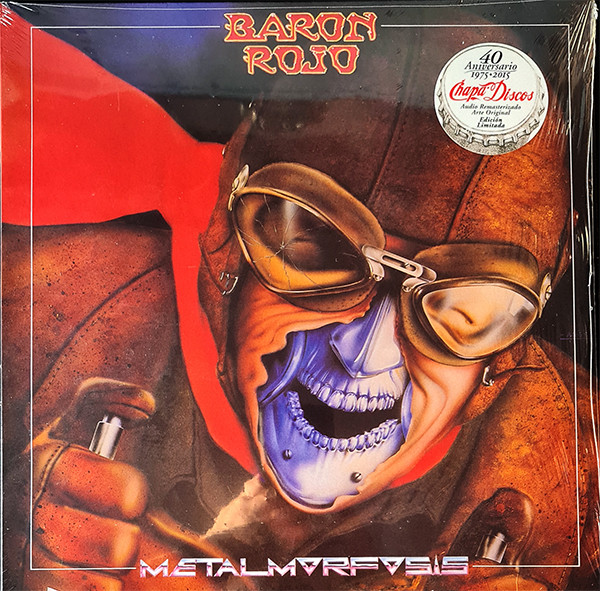 BARON
ROJO
40
Aniversario
1975·2015
Chapa Discos
Audio Remasterizado
Arte Original
Edición
Limitada
METALMORFOSIS